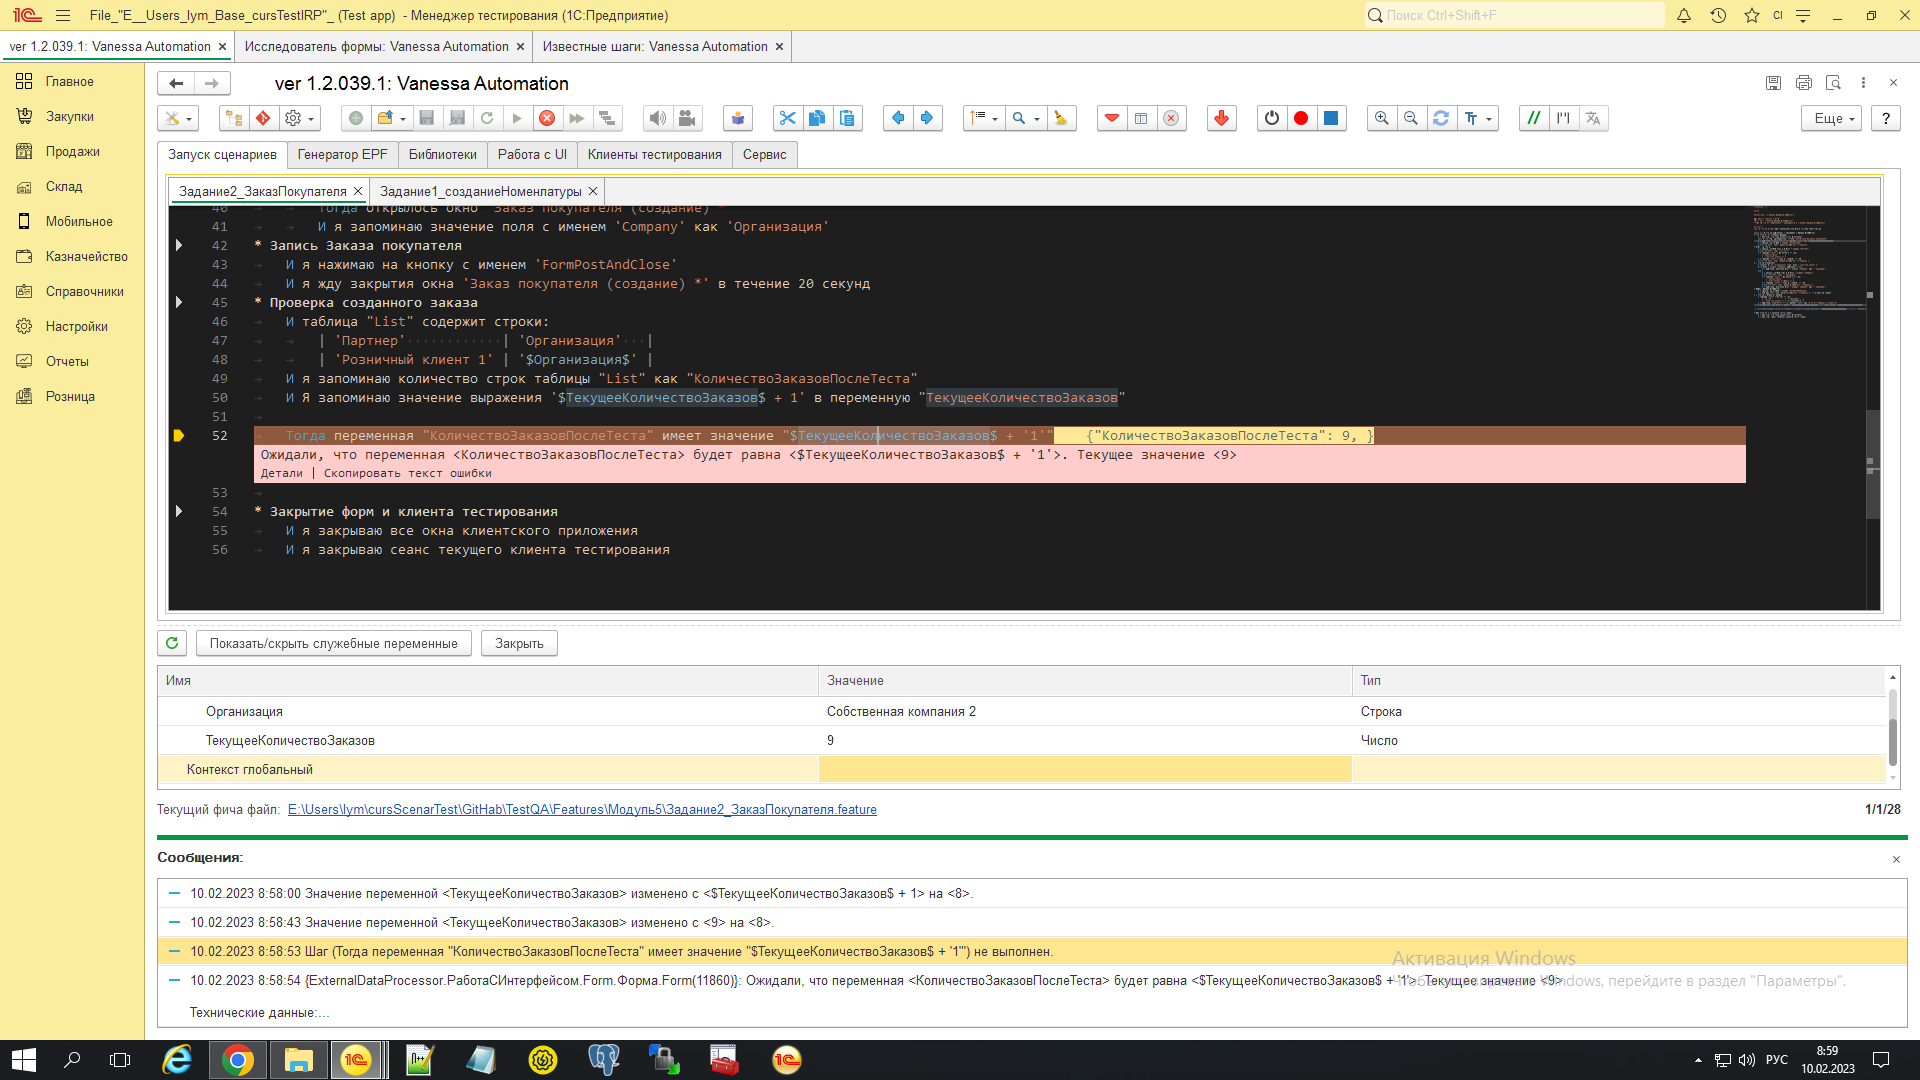 File_"E__Users_lym_Base_cursTestIRP"_ (Test app) - Менеджер тестирования (1С:Предприятие)
Поиск Ctrl+Shift+F
CI
ver 1.2.039.1: Vanessa Automation
Исследователь формы: Vanessa Automation
Известные шаги: Vanessa Automation
Главное
Закупки
Продажи
Склад
Мобильное
Казначейство
Справочники
Настройки
Отчеты
Розница
ver 1.2.039.1: Vanessa Automation
Еще
?
Запуск сценариев
Генератор EPF
Библиотеки
Работа с UI
Клиенты тестирования
Сервис
Задание2_ЗаказПокупателя
Задание1_созданиеНоменлатуры
40 Тогда открылось окно 'Заказ покупателя (создание) *'
41 И я запоминаю значение поля с именем 'Company' как 'Организация'
42 * Запись Заказа покупателя
43 И я нажимаю на кнопку с именем 'FormPostAndClose'
44 И я жду закрытия окна 'Заказ покупателя (создание) *' в течение 20 секунд
45 * Проверка созданного заказа
46 И таблица "List" содержит строки:
47 | 'Партнер' | 'Организация' |
48 | 'Розничный клиент 1' | '$Организация$' |
49 И я запоминаю количество строк таблицы "List" как "КоличествоЗаказовПослеТеста"
50 И Я запоминаю значение выражения '$ТекущееКоличествоЗаказов$ + 1' в переменную "ТекущееКоличествоЗаказов"
51
52 Тогда переменная "КоличествоЗаказовПослеТеста" имеет значение "$ТекущееКоличествоЗаказов$ + '1'" {"КоличествоЗаказовПослеТеста": 9, }
Ожидали, что переменная <КоличествоЗаказовПослеТеста> будет равна <$ТекущееКоличествоЗаказов$ + '1'>. Текущее значение <9>
Детали | Скопировать текст ошибки
53
54 * Закрытие форм и клиента тестирования
55 И я закрываю все окна клиентского приложения
56 И я закрываю сеанс текущего клиента тестирования
Показать/скрыть служебные переменные
Закрыть
Имя Значение Тип
Организация Собственная компания 2 Строка
ТекущееКоличествоЗаказов 9 Число
Контекст глобальный
Текущий фича файл: E:\Users\lym\cursScenarTest\GitHab\TestQA\Features\Модуль5\Задание2_ЗаказПокупателя.feature
1/1/28
Сообщения:
10.02.2023 8:58:00 Значение переменной <ТекущееКоличествоЗаказов> изменено с <$ТекущееКоличествоЗаказов$ + 1> на <8>.
10.02.2023 8:58:43 Значение переменной <ТекущееКоличествоЗаказов> изменено с <9> на <8>.
10.02.2023 8:58:53 Шаг (Тогда переменная "КоличествоЗаказовПослеТеста" имеет значение "$ТекущееКоличествоЗаказов$ + '1'") не выполнен.
10.02.2023 8:58:54 {ExternalDataProcessor.РаботаСИнтерфейсом.Form.Форма.Form(11860)}: Ожидали, что переменная <КоличествоЗаказовПослеТеста> будет равна <$ТекущееКоличествоЗаказов$ + '1'>. Текущее значение <9>
Технические данные:...
Активация Windows
Чтобы активировать Windows, перейдите в раздел "Параметры".
РУС
8:59
10.02.2023